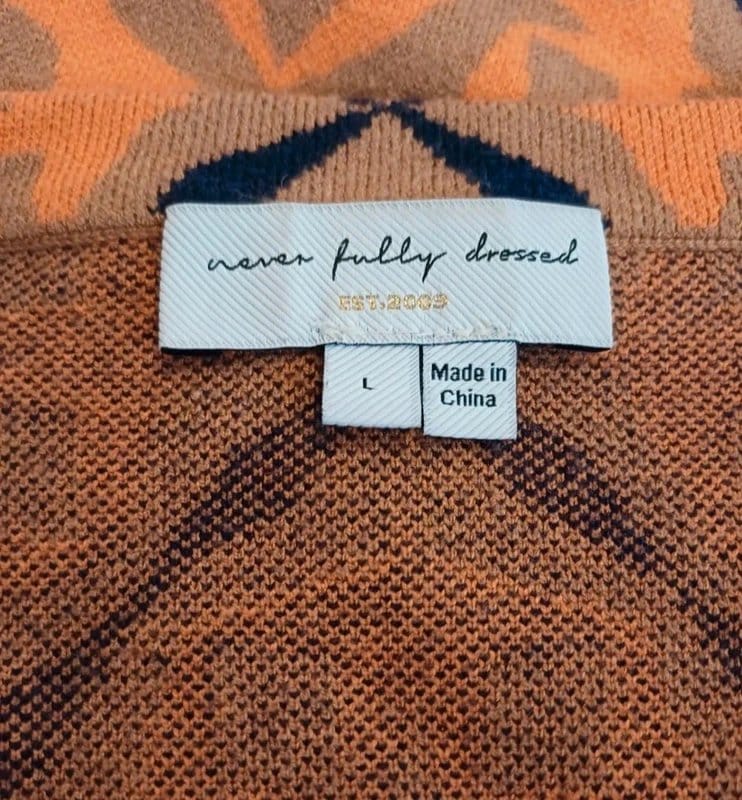 never fully dressed
EST.2009
L
Made in
China